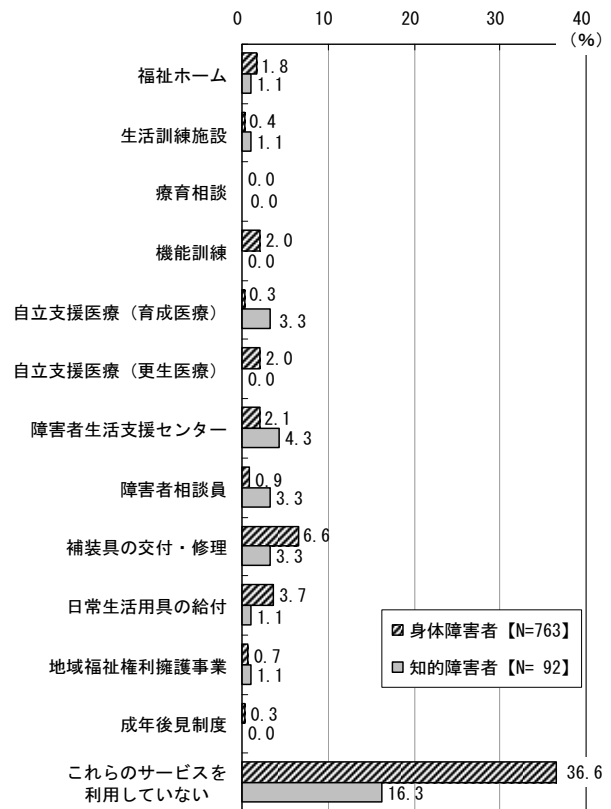 0 10 20 30 40
(%)
福祉ホーム
1.8
1.1
生活訓練施設
0.4
1.1
療育相談
0.0
0.0
機能訓練
2.0
0.0
自立支援医療（育成医療）
0.3
3.3
自立支援医療（更生医療）
2.0
0.0
障害者生活支援センター
2.1
4.3
障害者相談員
0.9
3.3
補装具の交付・修理
6.6
3.3
日常生活用具の給付
3.7
1.1
地域福祉権利擁護事業
0.7
1.1
成年後見制度
0.3
0.0
これらのサービスを
利用していない
36.6
16.3
身体障害者【N=763】
知的障害者【N= 92】